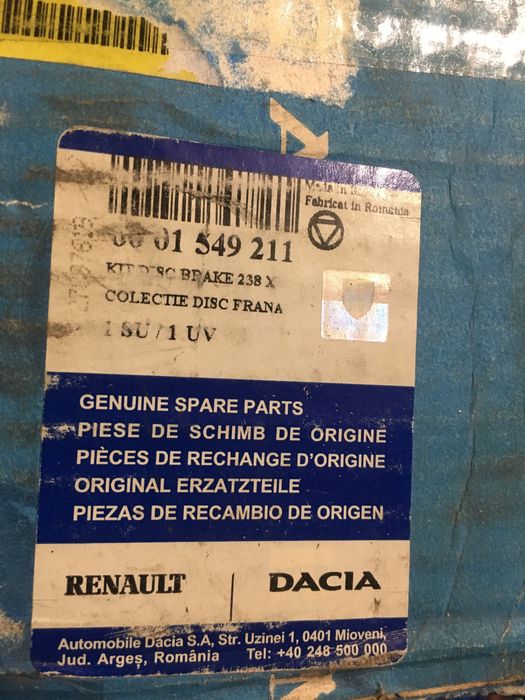 Fabricat in Romania
01 549 211
KIT DISC BRAKE 238 X
COLECTIE DISC FRANA
1 SU / 1 UV
GENUINE SPARE PARTS
PIESE DE SCHIMB DE ORIGINE
PIÈCES DE RECHANGE D'ORIGINE
ORIGINAL ERZATZTEILE
PIEZAS DE RECAMBIO DE ORIGEN
RENAULT | DACIA
Automobile Dacia S.A, Str. Uzinei 1, 0401 Mioveni,
Jud. Argeș, România Tel: +40 248 500 000